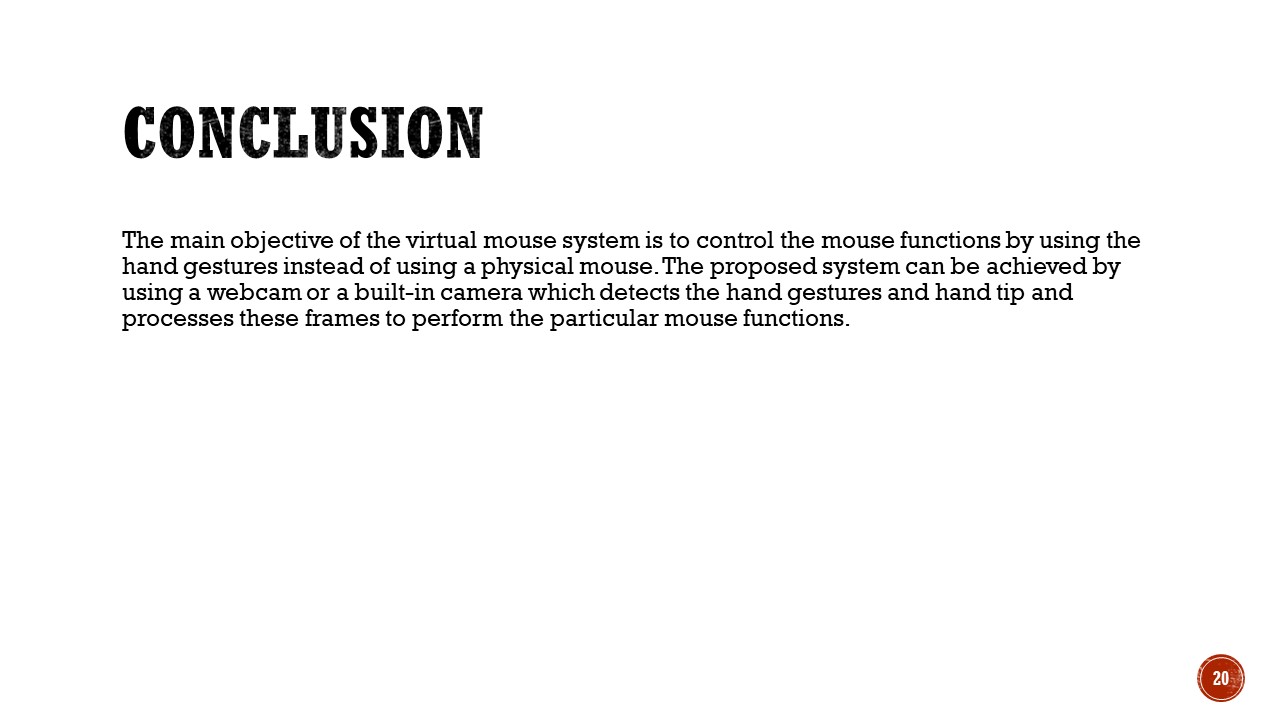 CONCLUSION
The main objective of the virtual mouse system is to control the mouse functions by using the
hand gestures instead of using a physical mouse. The proposed system can be achieved by
using a webcam or a built-in camera which detects the hand gestures and hand tip and
processes these frames to perform the particular mouse functions.
20